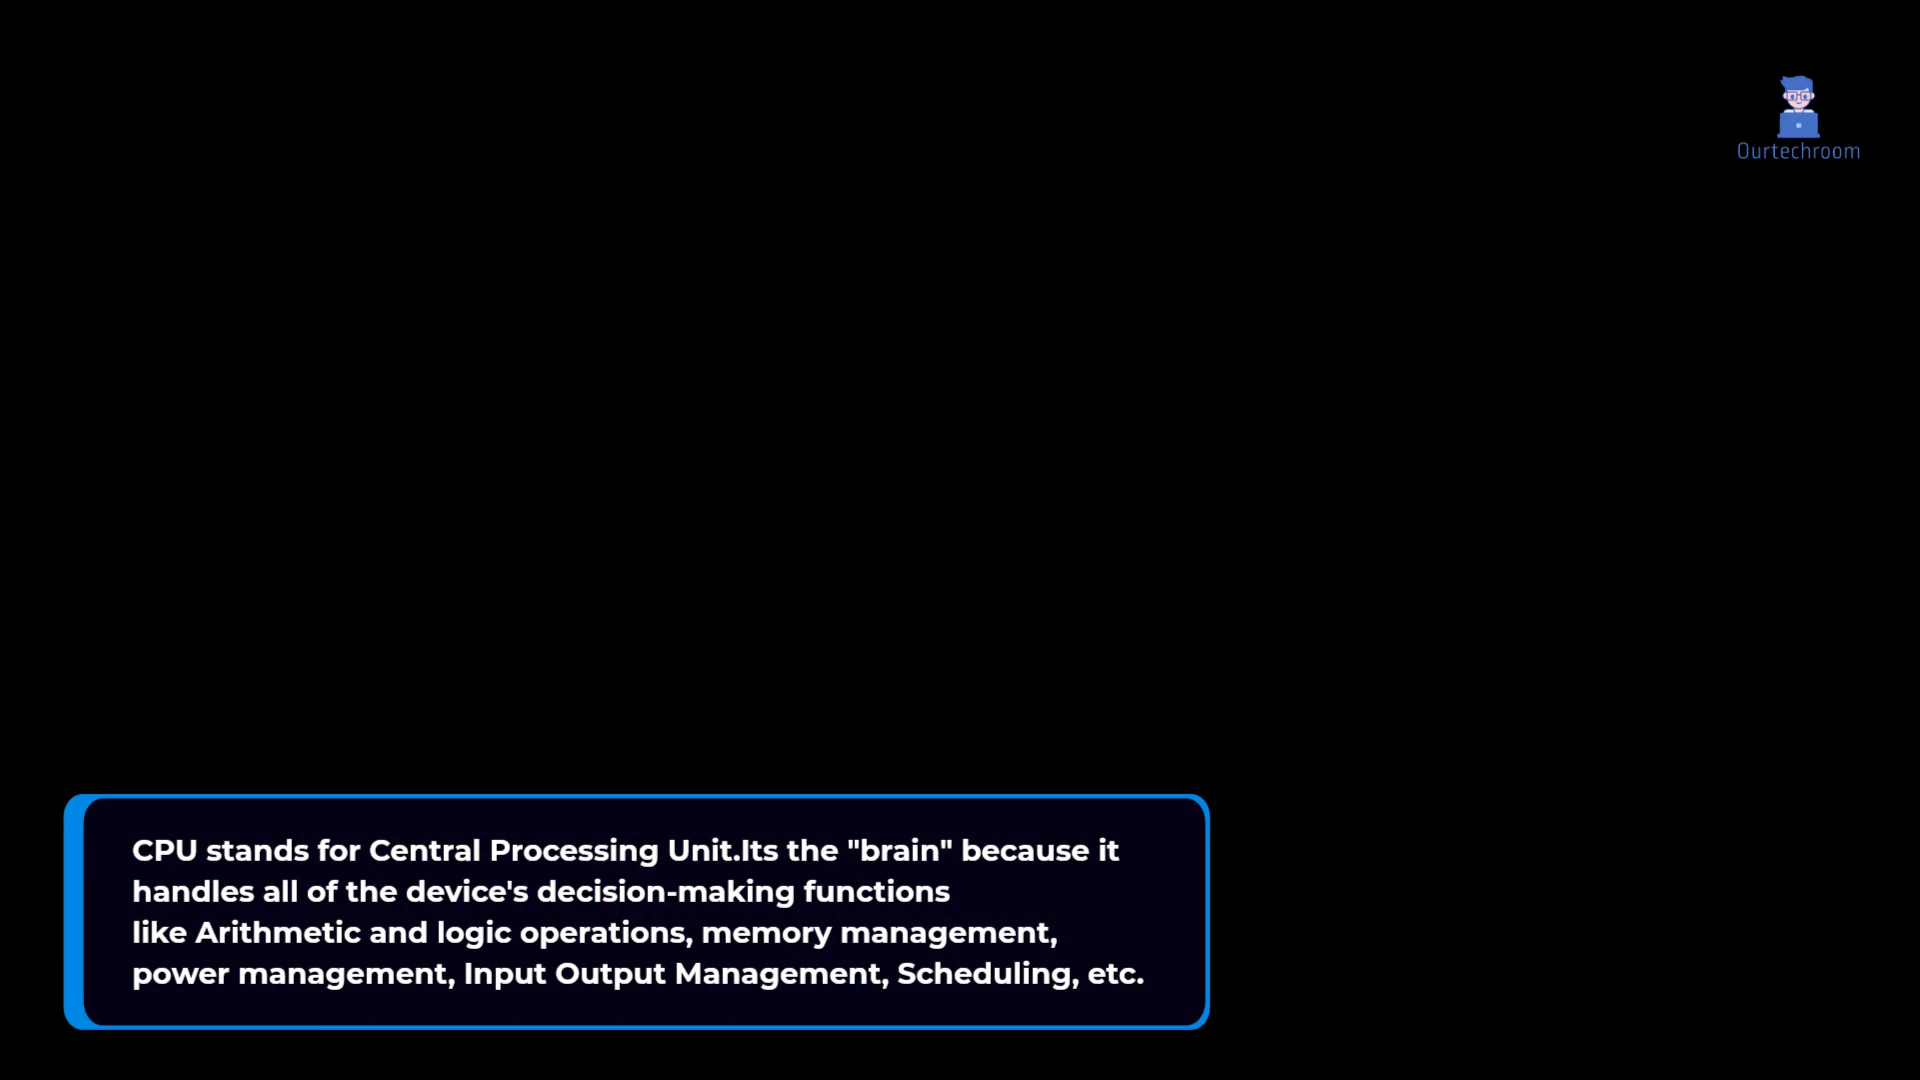 Ourtechroom
CPU stands for Central Processing Unit.Its the "brain" because it
handles all of the device's decision-making functions
like Arithmetic and logic operations, memory management,
power management, Input Output Management, Scheduling, etc.